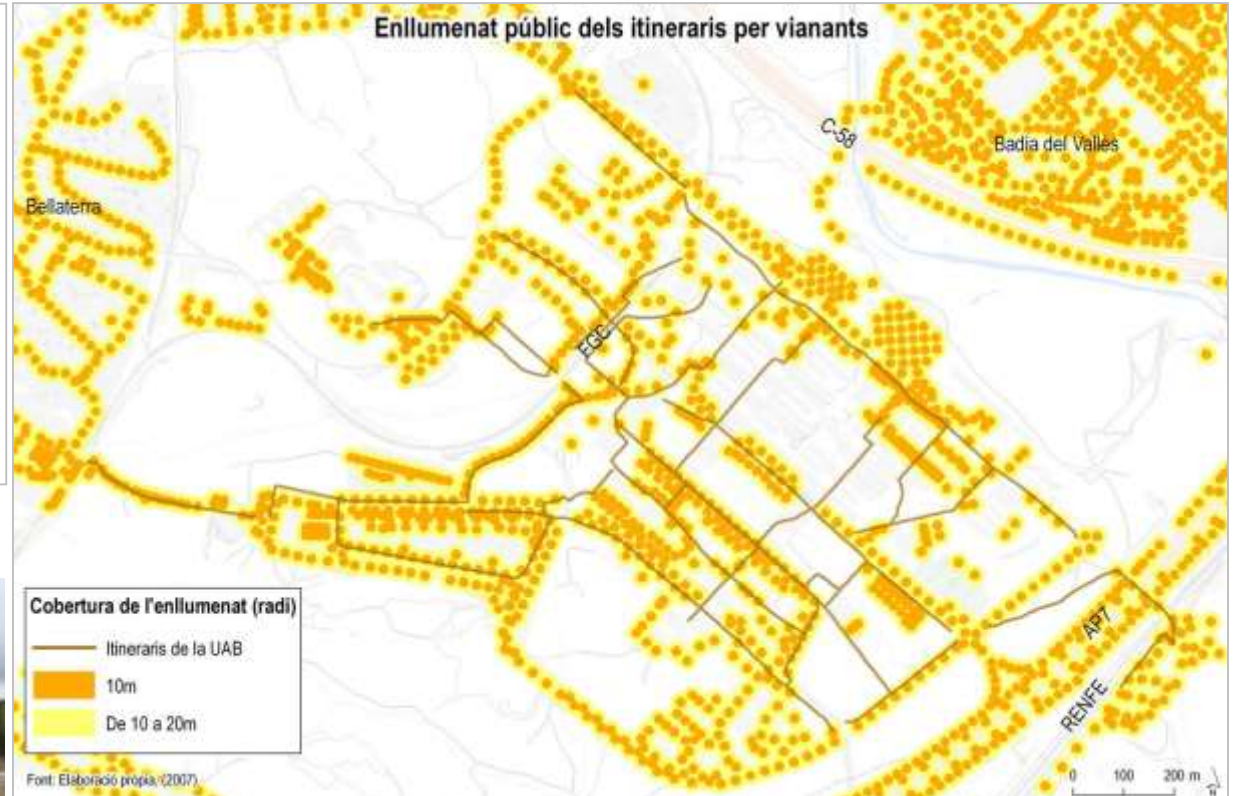 Enllumenat públic dels itineraris per vianants
C-58
Badia del Vallès
Bellaterra
FGC
Cobertura de l'enllumenat (radi)
Itineraris de la UAB
10m
De 10 a 20m
AP7
RENFE
Font: Elaboració pròpia, (2007)
0 100 200 m
N